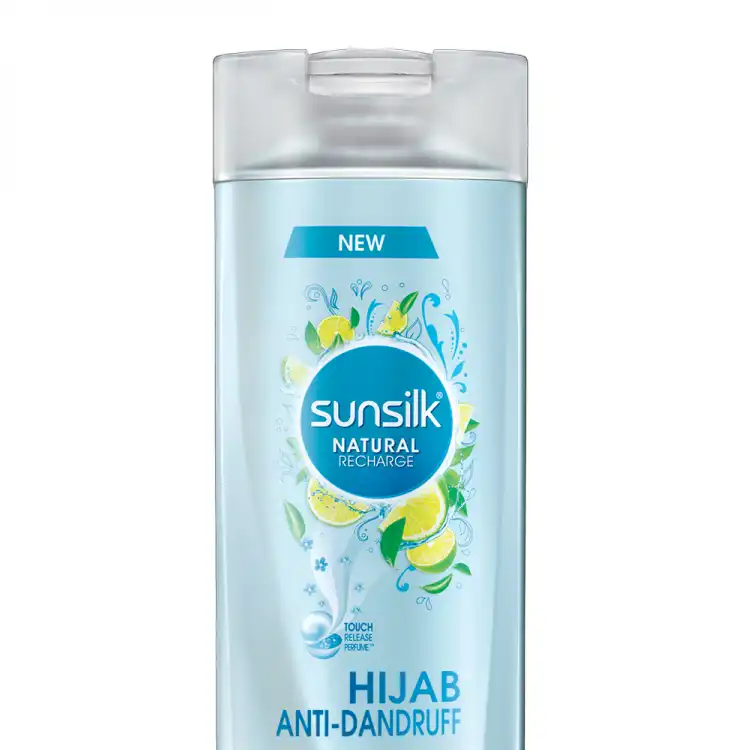 NEW
sunsilk®
NATURAL
RECHARGE
TOUCH
RELEASE
PERFUME™
HIJAB
ANTI-DANDRUFF